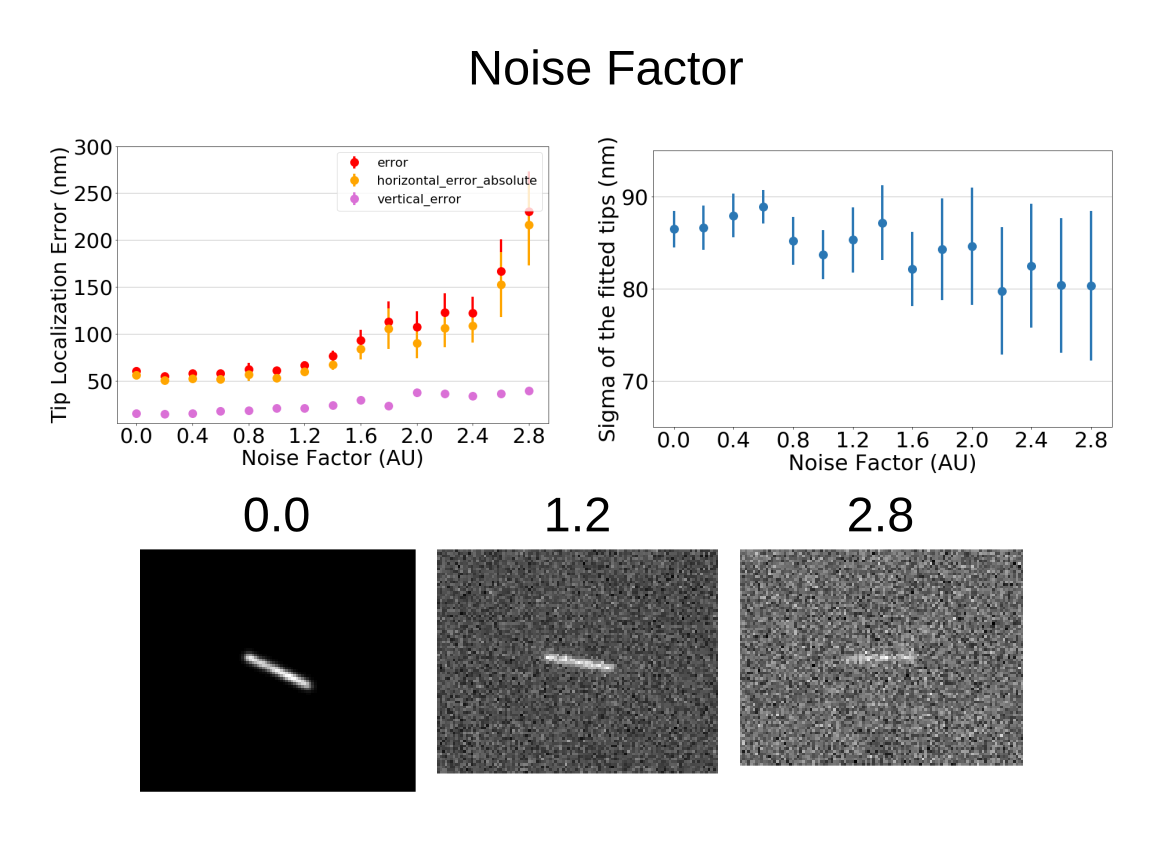 Noise Factor
Tip Localization Error (nm)
300
250
200
150
100
50
error
horizontal_error_absolute
vertical_error
0.0 0.4 0.8 1.2 1.6 2.0 2.4 2.8
Noise Factor (AU)
Sigma of the fitted tips (nm)
90
80
70
0.0 0.4 0.8 1.2 1.6 2.0 2.4 2.8
Noise Factor (AU)
0.0 1.2 2.8